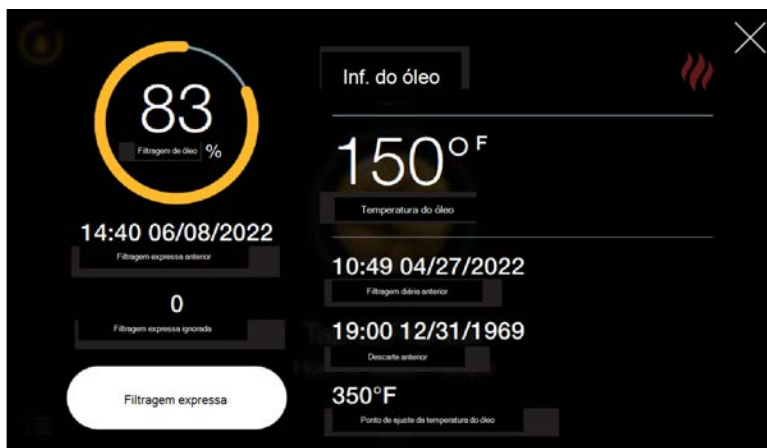 83
Filtragem de óleo %
14:40 06/08/2022
Filtragem expressa anterior
0
Filtragem expressa ignorada
Filtragem expressa
Inf. do óleo
150°F
Temperatura do óleo
10:49 04/27/2022
Filtragem diária anterior
19:00 12/31/1969
Descarte anterior
350°F
Ponto de ajuste da temperatura do óleo